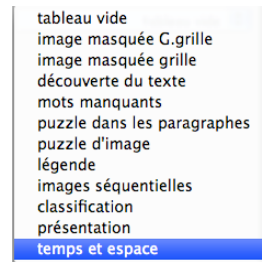 tableau vide
image masquée G.grille
image masquée grille
découverte du texte
mots manquants
puzzle dans les paragraphes
puzzle d'image
légende
images séquentielles
classification
présentation
temps et espace